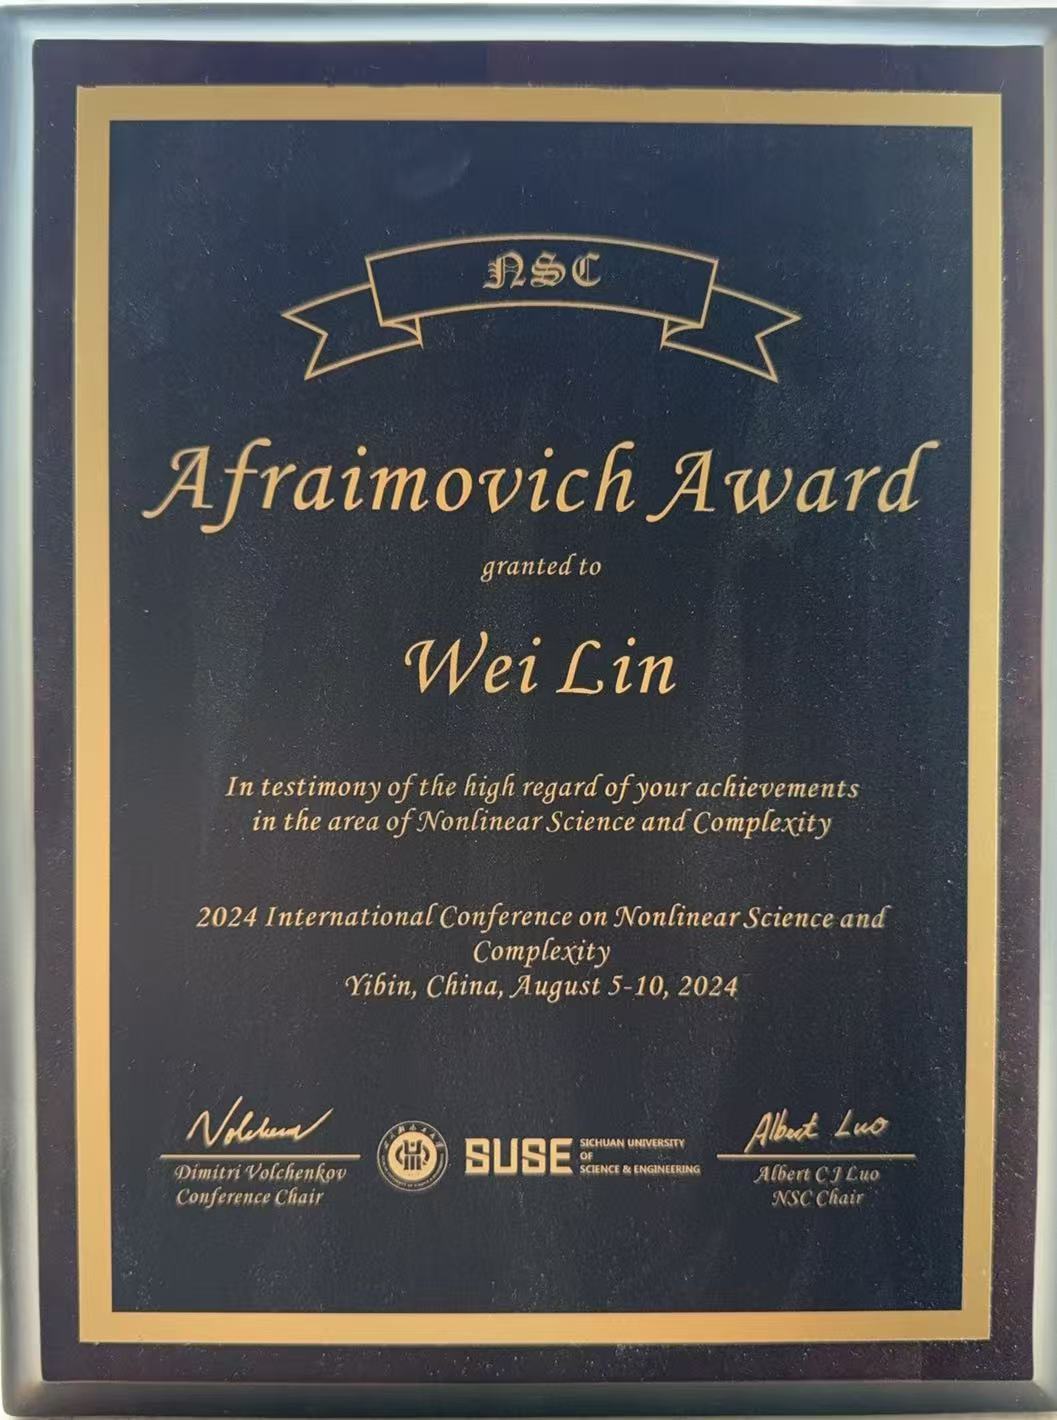 NSC
Afraimovich Award
granted to
Wei Lin
In testimony of the high regard of your achievements
in the area of Nonlinear Science and Complexity
2024 International Conference on Nonlinear Science and
Complexity
Yibin, China, August 5-10, 2024
Albert Luo
Dimitri Volchenkov
Conference Chair
SUSE
SICHUAN UNIVERSITY
OF
SCIENCE & ENGINEERING
Albert C J Luo
NSC Chair